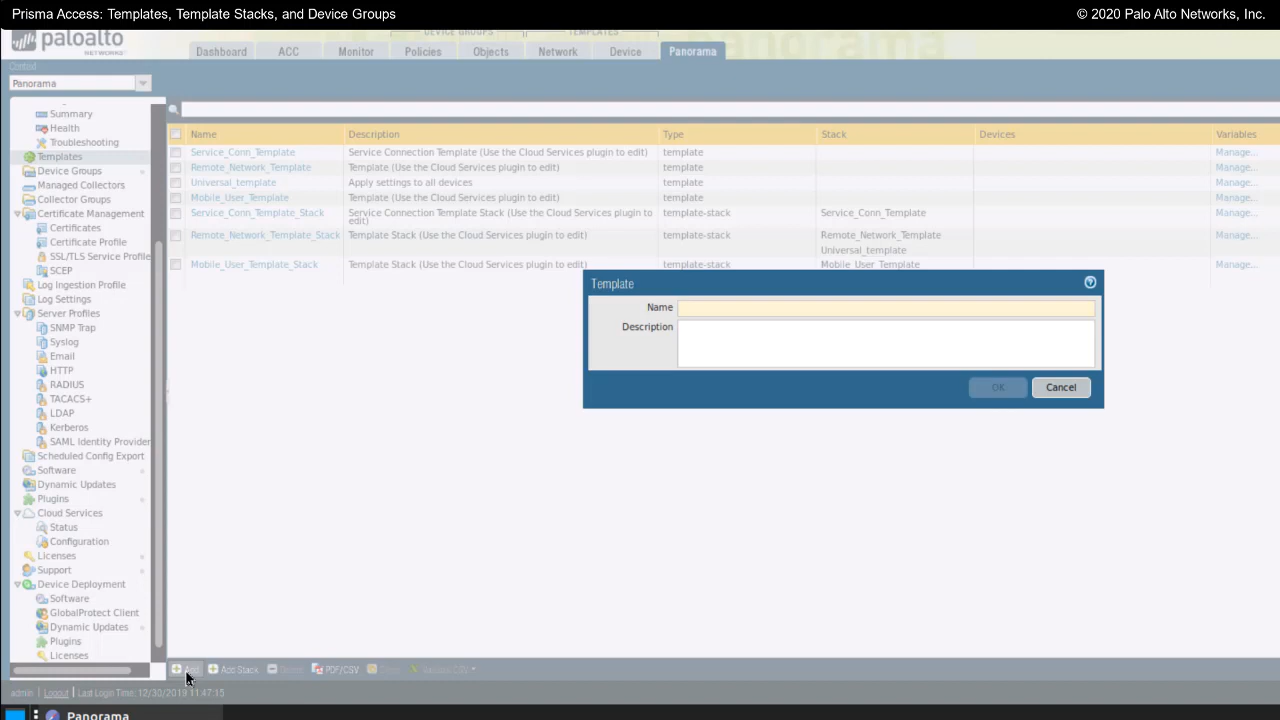 Prisma Access: Templates, Template Stacks, and Device Groups
© 2020 Palo Alto Networks, Inc.
paloalto
NETWORKS
DEVICE GROUPS
TEMPLATES
Dashboard
ACC
Monitor
Policies
Objects
Network
Device
Panorama
Context
Panorama
Summary
Health
Troubleshooting
Templates
Device Groups
Managed Collectors
Collector Groups
Certificate Management
Certificates
Certificate Profile
SSL/TLS Service Profile
SCEP
Log Ingestion Profile
Log Settings
Server Profiles
SNMP Trap
Syslog
Email
HTTP
RADIUS
TACACS+
LDAP
Kerberos
SAML Identity Provider
Scheduled Config Export
Software
Dynamic Updates
Plugins
Cloud Services
Status
Configuration
Licenses
Support
Device Deployment
Software
GlobalProtect Client
Dynamic Updates
Plugins
Licenses
Name Description Type Stack Devices Variables
Service_Conn_Template Service Connection Template (Use the Cloud Services plugin to edit) template Manage...
Remote_Network_Template Template (Use the Cloud Services plugin to edit) template Manage...
Universal_template Apply settings to all devices template Manage...
Mobile_User_Template Template (Use the Cloud Services plugin to edit) template Manage...
Service_Conn_Template_Stack Service Connection Template Stack (Use the Cloud Services plugin to edit) template-stack Service_Conn_Template Manage...
Remote_Network_Template_Stack Template Stack (Use the Cloud Services plugin to edit) template-stack Remote_Network_Template Manage...
Universal_template
Mobile_User_Template_Stack Template Stack (Use the Cloud Services plugin to edit) template-stack Mobile_User_Template Manage...
Template
Name
Description
OK
Cancel
Add Add Stack Delete PDF/CSV
admin | Logout | Last Login Time: 12/30/2019 11:47:15
Panorama